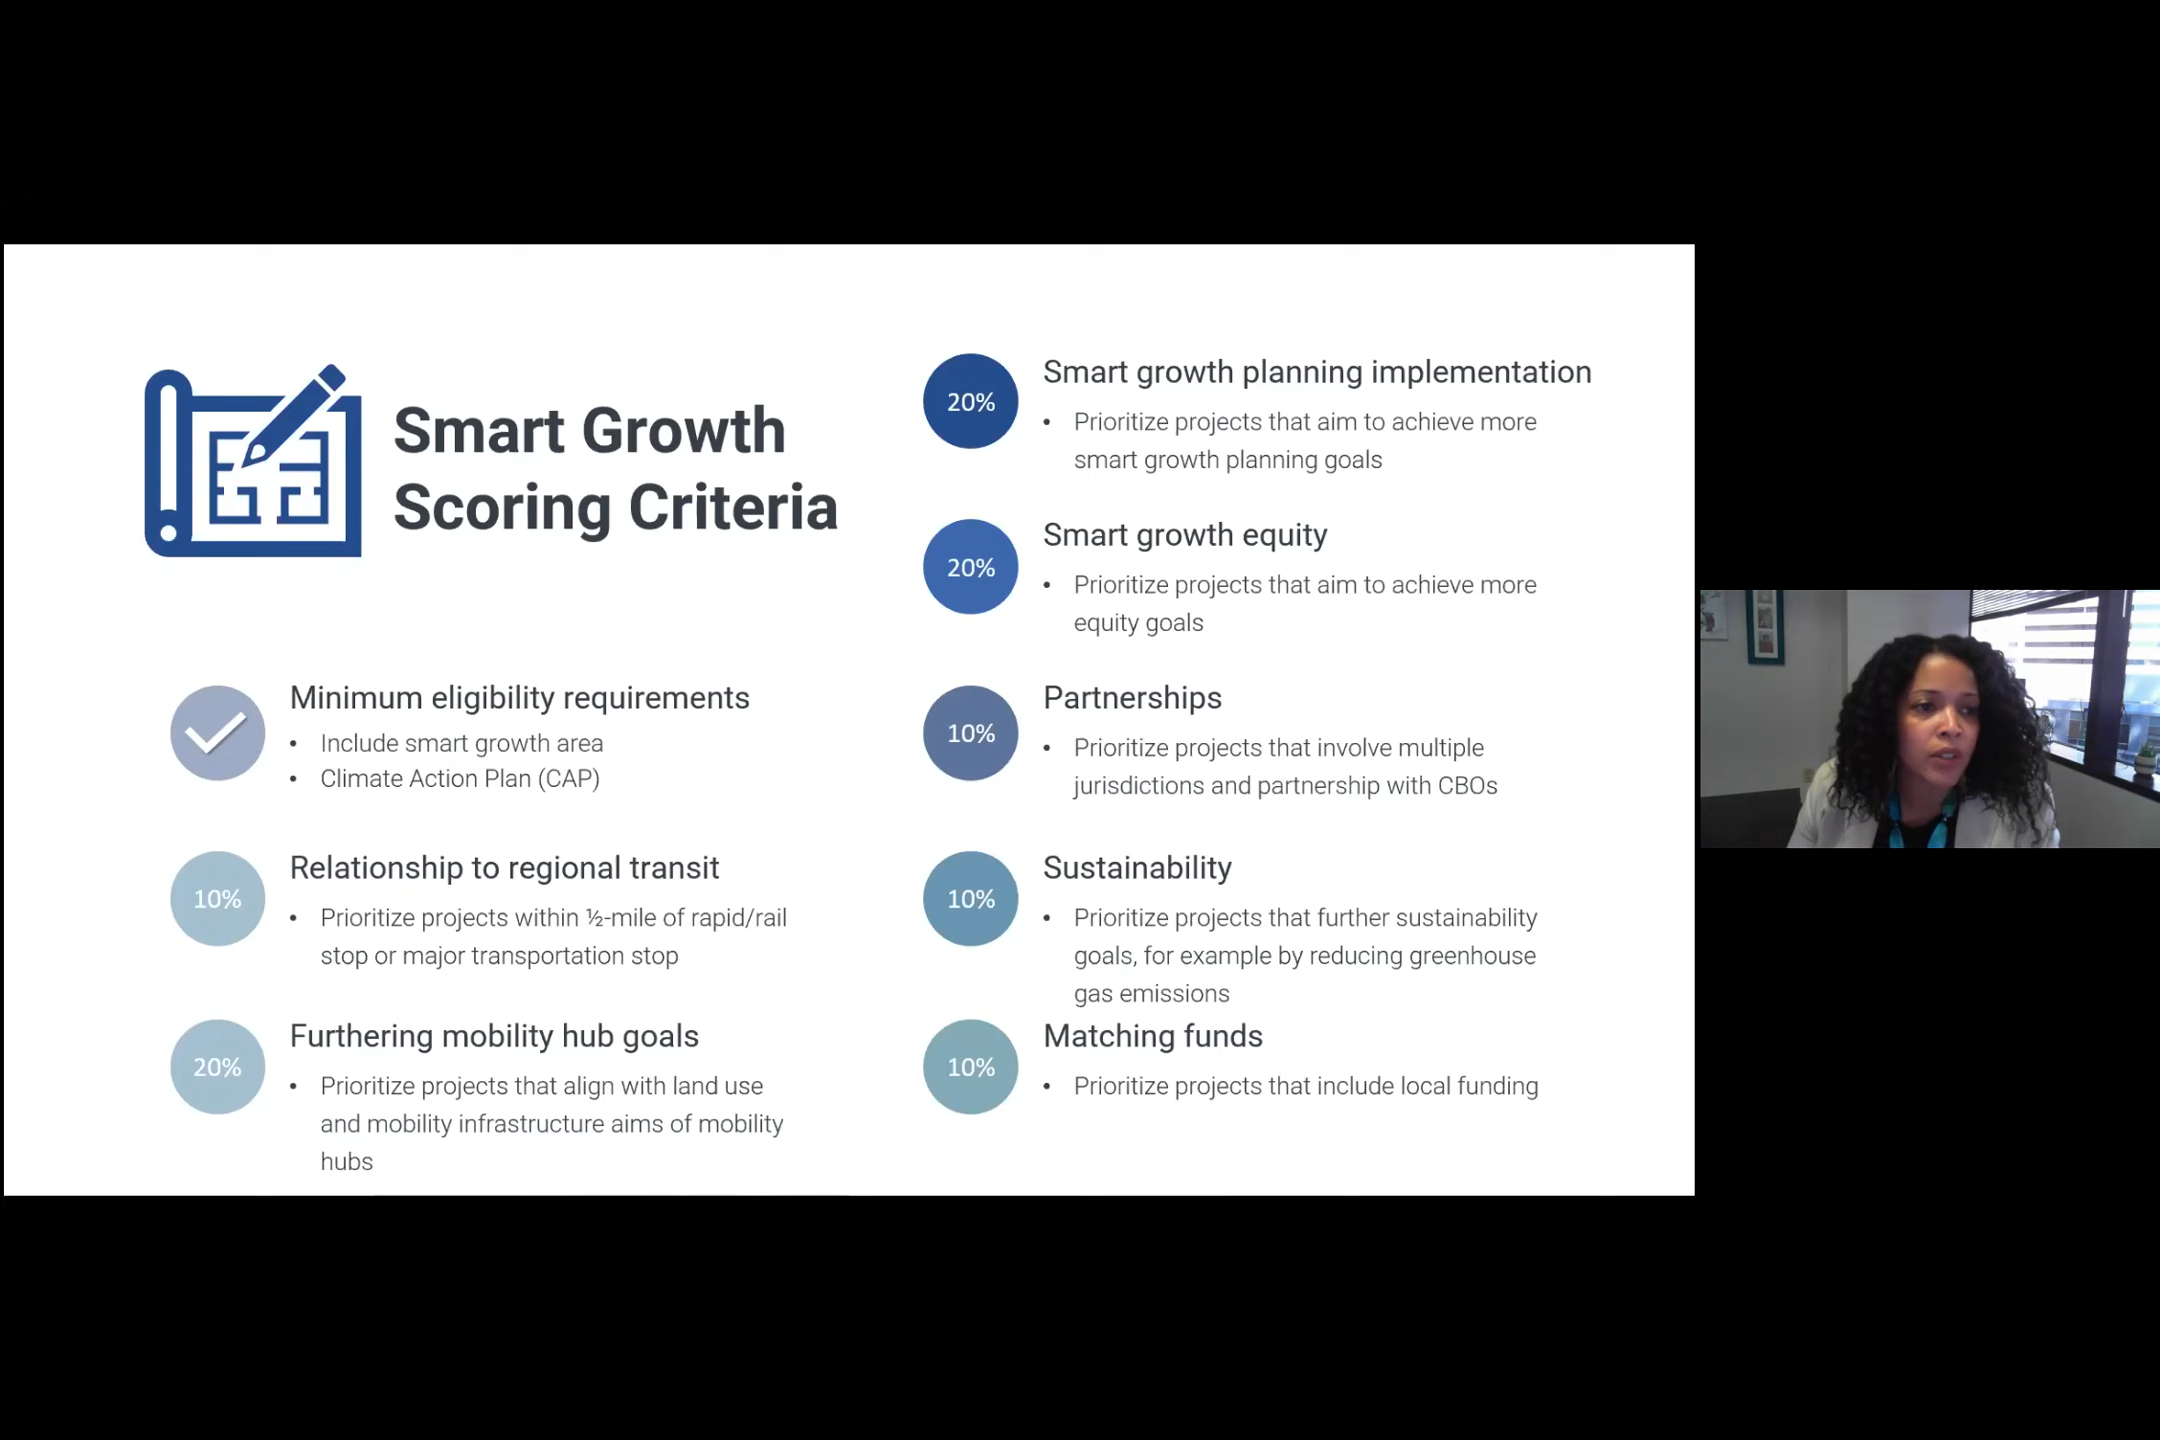 Smart Growth
Scoring Criteria
Minimum eligibility requirements
• Include smart growth area
• Climate Action Plan (CAP)
10%
Relationship to regional transit
• Prioritize projects within ½-mile of rapid/rail
stop or major transportation stop
20%
Furthering mobility hub goals
• Prioritize projects that align with land use
and mobility infrastructure aims of mobility
hubs
20%
Smart growth planning implementation
• Prioritize projects that aim to achieve more
smart growth planning goals
20%
Smart growth equity
• Prioritize projects that aim to achieve more
equity goals
10%
Partnerships
• Prioritize projects that involve multiple
jurisdictions and partnership with CBOs
10%
Sustainability
• Prioritize projects that further sustainability
goals, for example by reducing greenhouse
gas emissions
10%
Matching funds
• Prioritize projects that include local funding